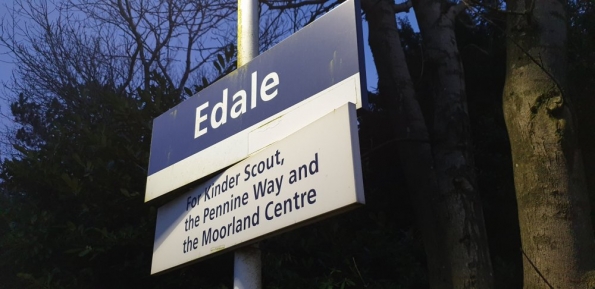 Edale
For Kinder Scout,
the Pennine Way and
the Moorland Centre